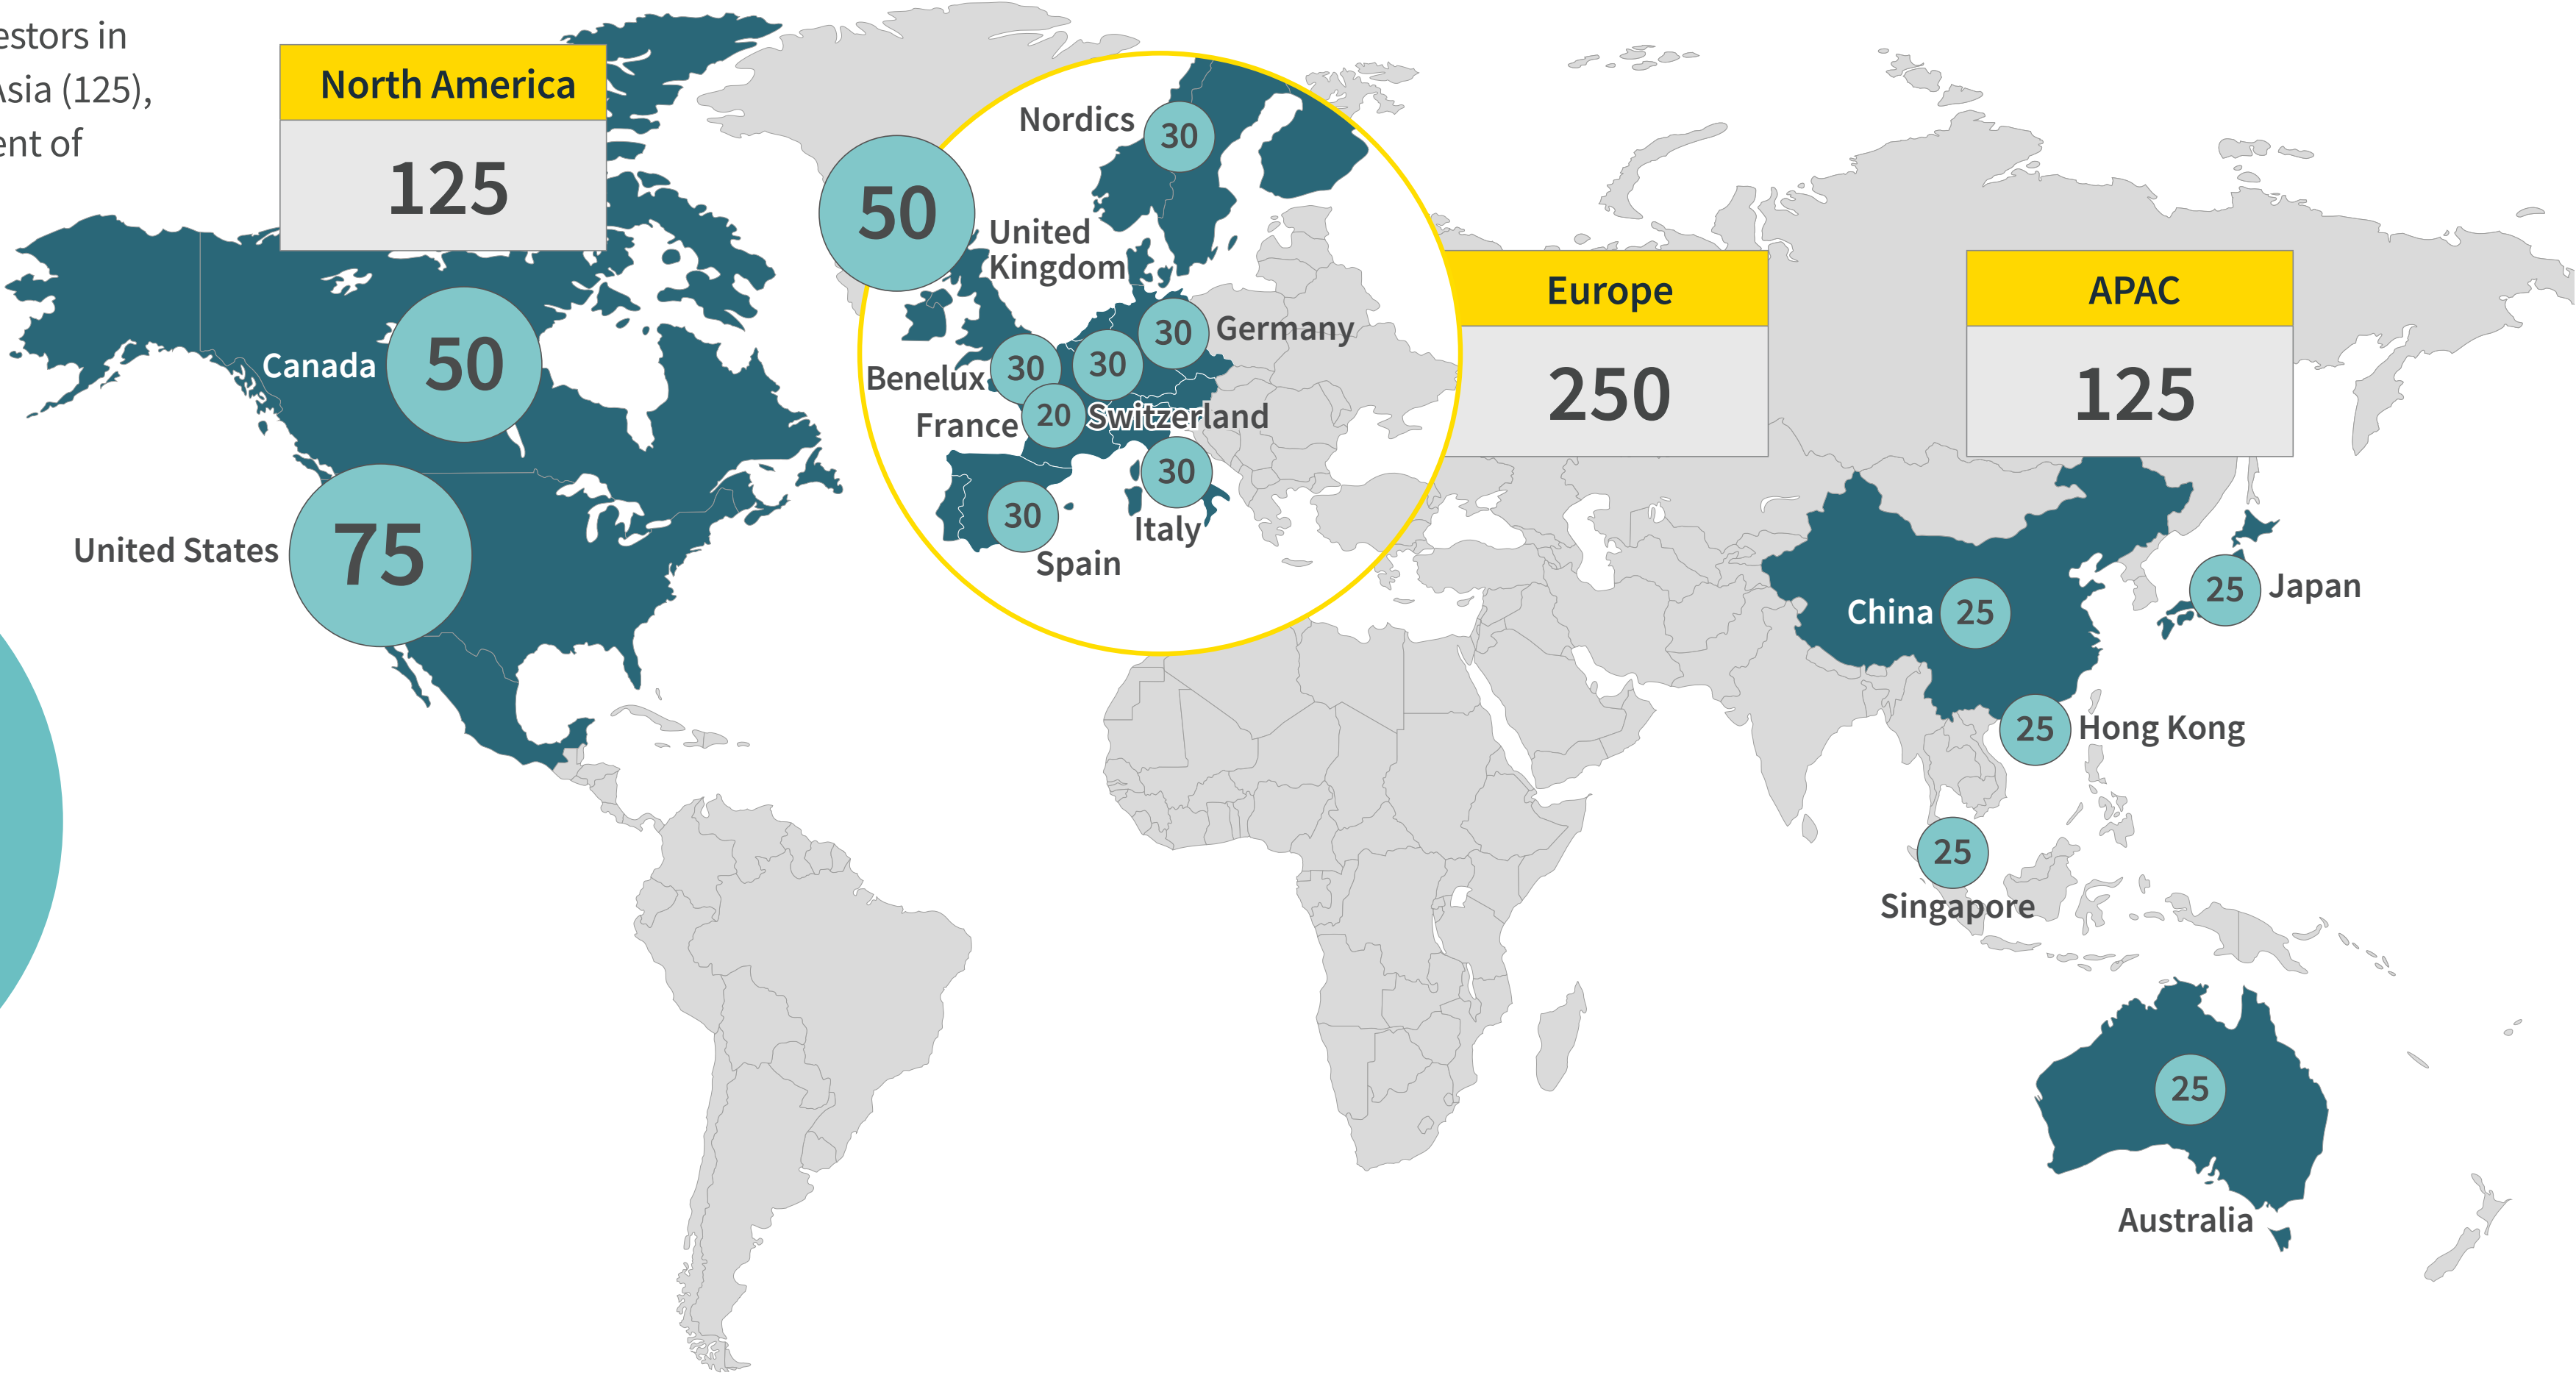 estors in
Asia (125),
ent of
North America
125
Canada
50
United States
75
Nordics
30
50
United
Kingdom
30
Germany
Benelux
30
30
France
20
Switzerland
30
Italy
30
Spain
Europe
250
APAC
125
China
25
25
Japan
25
Hong Kong
25
Singapore
25
Australia